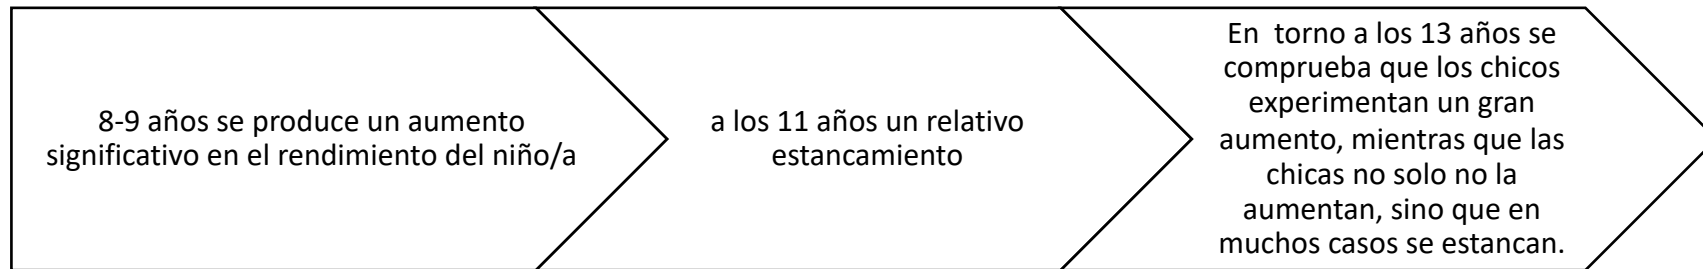 8-9 años se produce un aumento
significativo en el rendimiento del niño/a
a los 11 años un relativo
estancamiento
En torno a los 13 años se
comprueba que los chicos
experimentan un gran
aumento, mientras que las
chicas no solo no la
aumentan, sino que en
muchos casos se estancan.